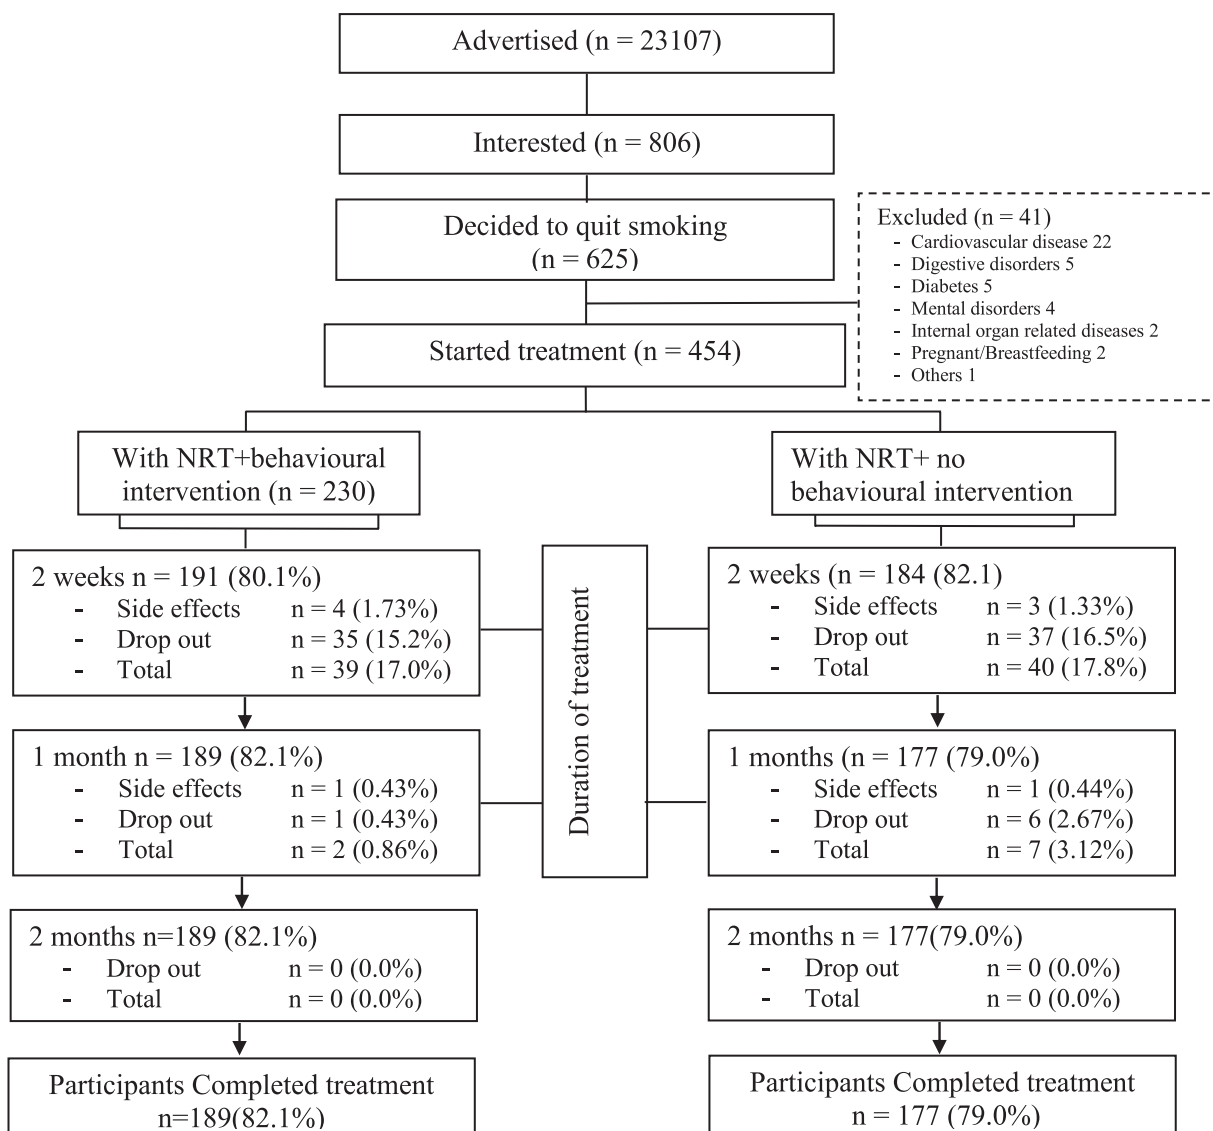 Advertised (n = 23107)
Interested (n = 806)
Decided to quit smoking
(n = 625)
Excluded (n = 41)
- Cardiovascular disease 22
- Digestive disorders 5
- Diabetes 5
- Mental disorders 4
- Internal organ related diseases 2
- Pregnant/Breastfeeding 2
- Others 1
Started treatment (n = 454)
With NRT+behavioural
intervention (n = 230)
With NRT+ no
behavioural intervention
2 weeks n = 191 (80.1%)
- Side effects n = 4 (1.73%)
- Drop out n = 35 (15.2%)
- Total n = 39 (17.0%)
Duration of treatment
2 weeks (n = 184 (82.1)
- Side effects n = 3 (1.33%)
- Drop out n = 37 (16.5%)
- Total n = 40 (17.8%)
1 month n = 189 (82.1%)
- Side effects n = 1 (0.43%)
- Drop out n = 1 (0.43%)
- Total n = 2 (0.86%)
1 months (n = 177 (79.0%)
- Side effects n = 1 (0.44%)
- Drop out n = 6 (2.67%)
- Total n = 7 (3.12%)
2 months n=189 (82.1%)
- Drop out n = 0 (0.0%)
- Total n = 0 (0.0%)
2 months n = 177(79.0%)
- Drop out n = 0 (0.0%)
- Total n = 0 (0.0%)
Participants Completed treatment
n=189(82.1%)
Participants Completed treatment
n = 177 (79.0%)